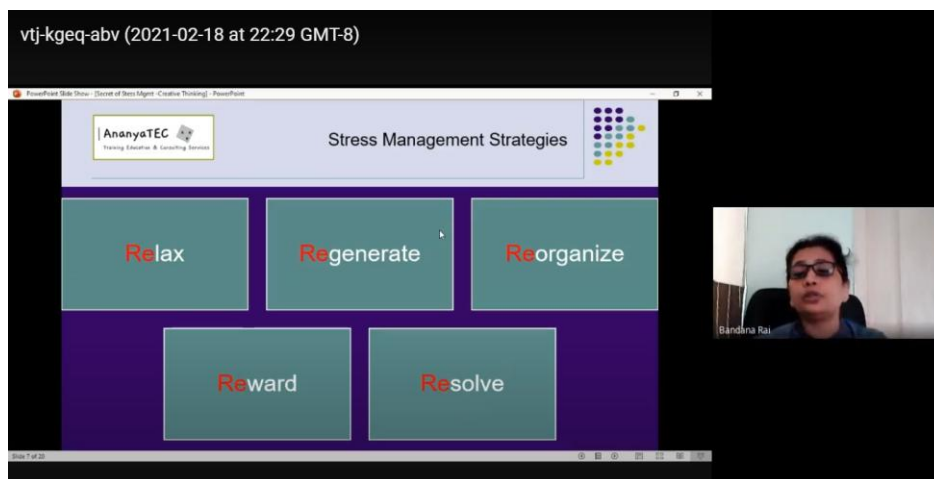 vtj-kgeq-abv (2021-02-18 at 22:29 GMT-8)
PowerPoint Slide Show - [Secret of Stess Mgmt -Creative Thinking] - PowerPoint
AnanyaTEC
Training Education & Consulting Services
Stress Management Strategies
Relax
Regenerate
Reorganize
Reward
Resolve
Bandana Rai
Slide 7 of 20